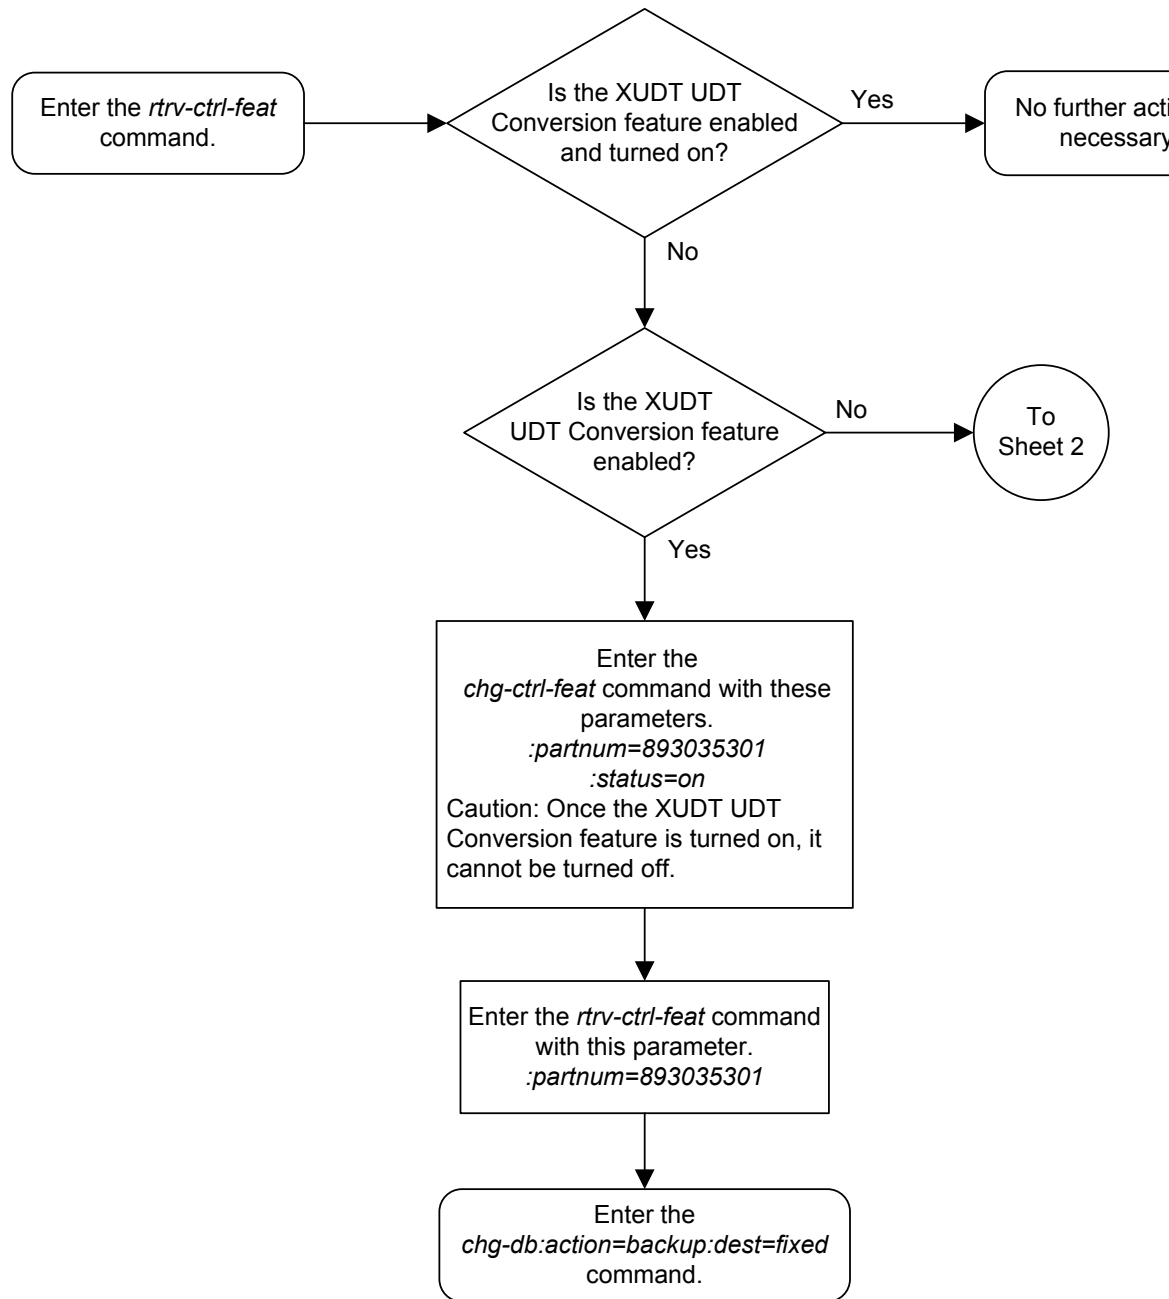 Enter the rtrv-ctrl-feat
command.
Is the XUDT UDT
Conversion feature enabled
and turned on?
Yes
No further
necessary
No
Is the XUDT
UDT Conversion feature
enabled?
No
To
Sheet 2
Yes
Enter the
chg-ctrl-feat command with these
parameters.
:partnum=893035301
:status=on
Caution: Once the XUDT UDT
Conversion feature is turned on, it
cannot be turned off.
Enter the rtrv-ctrl-feat command
with this parameter.
:partnum=893035301
Enter the
chg-db:action=backup:dest=fixed
command.